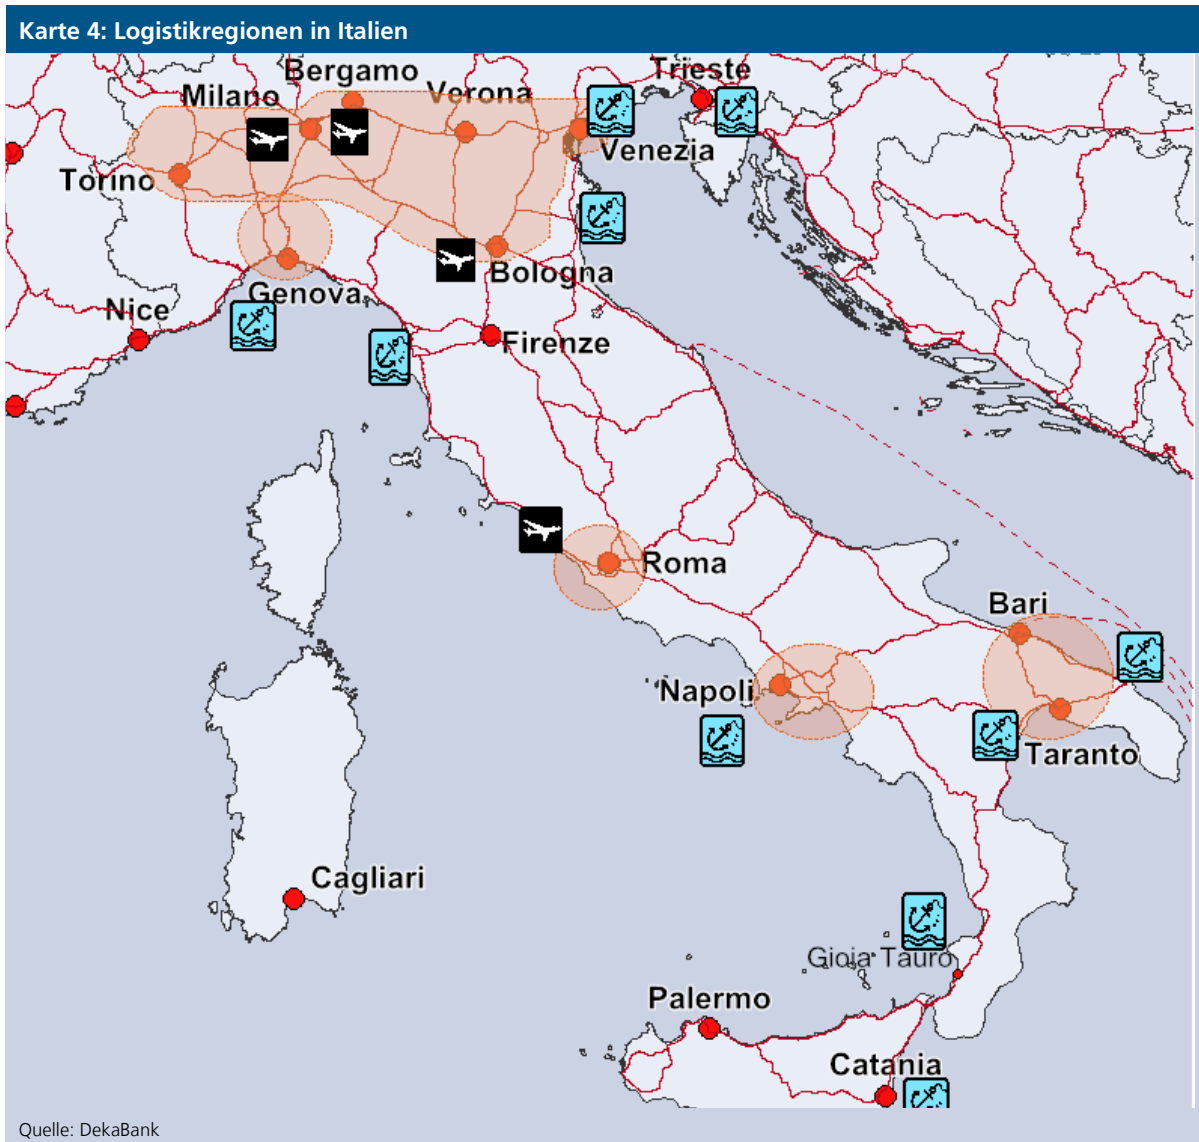 Karte 4: Logistikregionen in Italien
Bergamo
Trieste
Milano
Verona
Venezia
Torino
Bologna
Genova
Nice
Firenze
Roma
Bari
Napoli
Taranto
Cagliari
Gioia Tauro
Palermo
Catania
Quelle: DekaBank